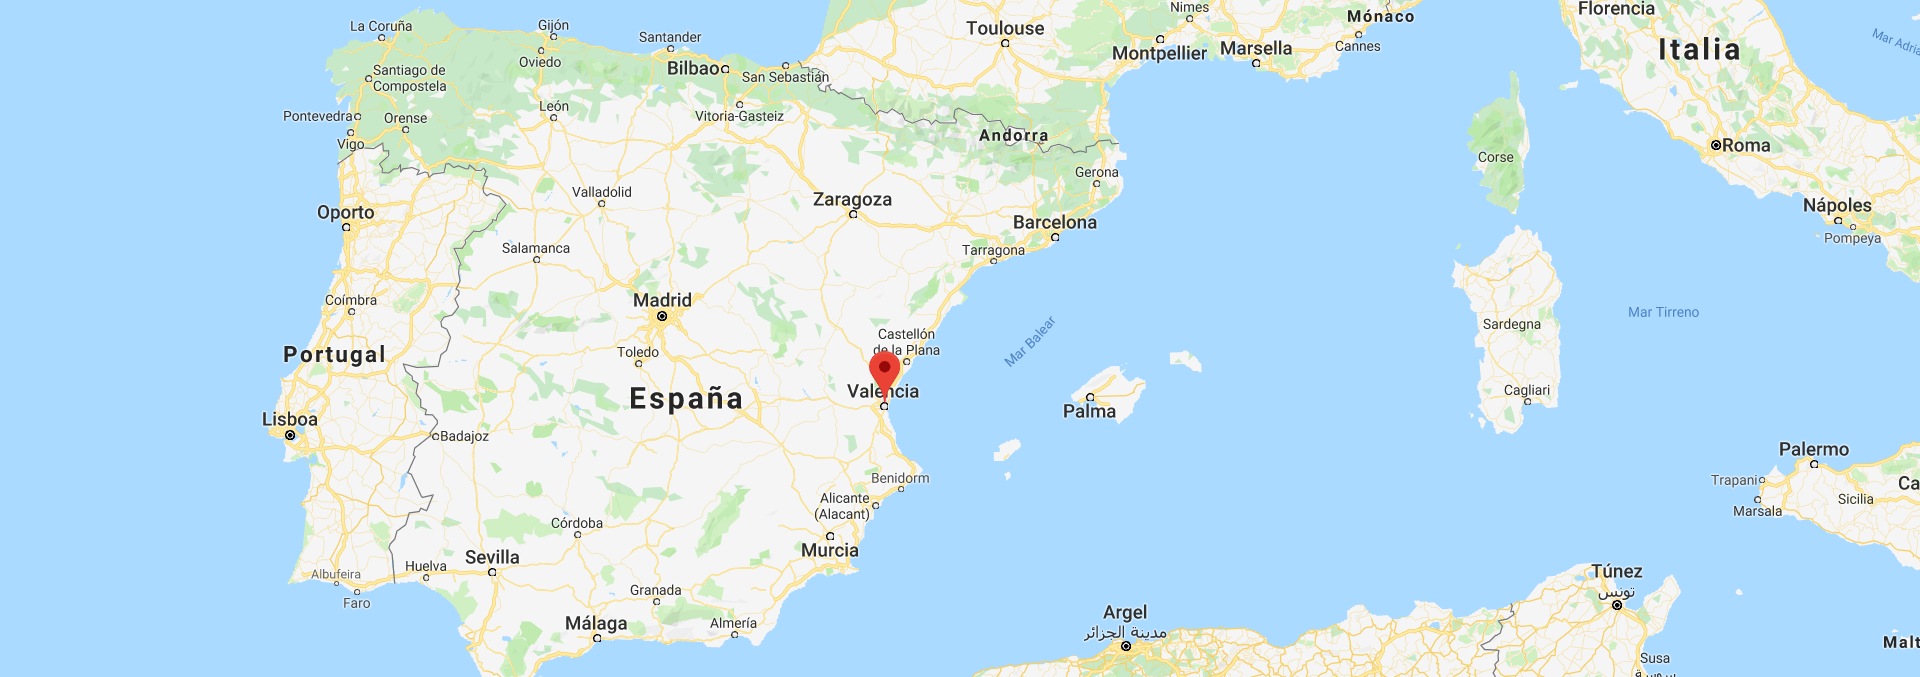 La Coruña
Gijón
Santander
Oviedo
Bilbao
San Sebastián
Santiago de
Compostela
León
Vitoria-Gasteiz
Pontevedra
Orense
Vigo
Toulouse
Nimes
Montpellier
Marsella
Mónaco
Cannes
Florencia
Italia
Mar Adria
Andorra
Gerona
Corse
Roma
Valladolid
Zaragoza
Oporto
Barcelona
Nápoles
Pompeya
Salamanca
Tarragona
Madrid
Coímbra
Mar Tirreno
Sardegna
Castellón
de la Plana
Mar Balear
Portugal
Toledo
Valencia
España
Palma
Cagliari
Lisboa
Badajoz
Palermo
Benidorm
Trapani
Ca
Alicante
(Alacant)
Sicilia
Marsala
Córdoba
Murcia
Sevilla
Huelva
Albufeira
Faro
Túnez
تونس
Granada
Argel
مدينة الجزائر
Málaga
Almería
Malt
Susa